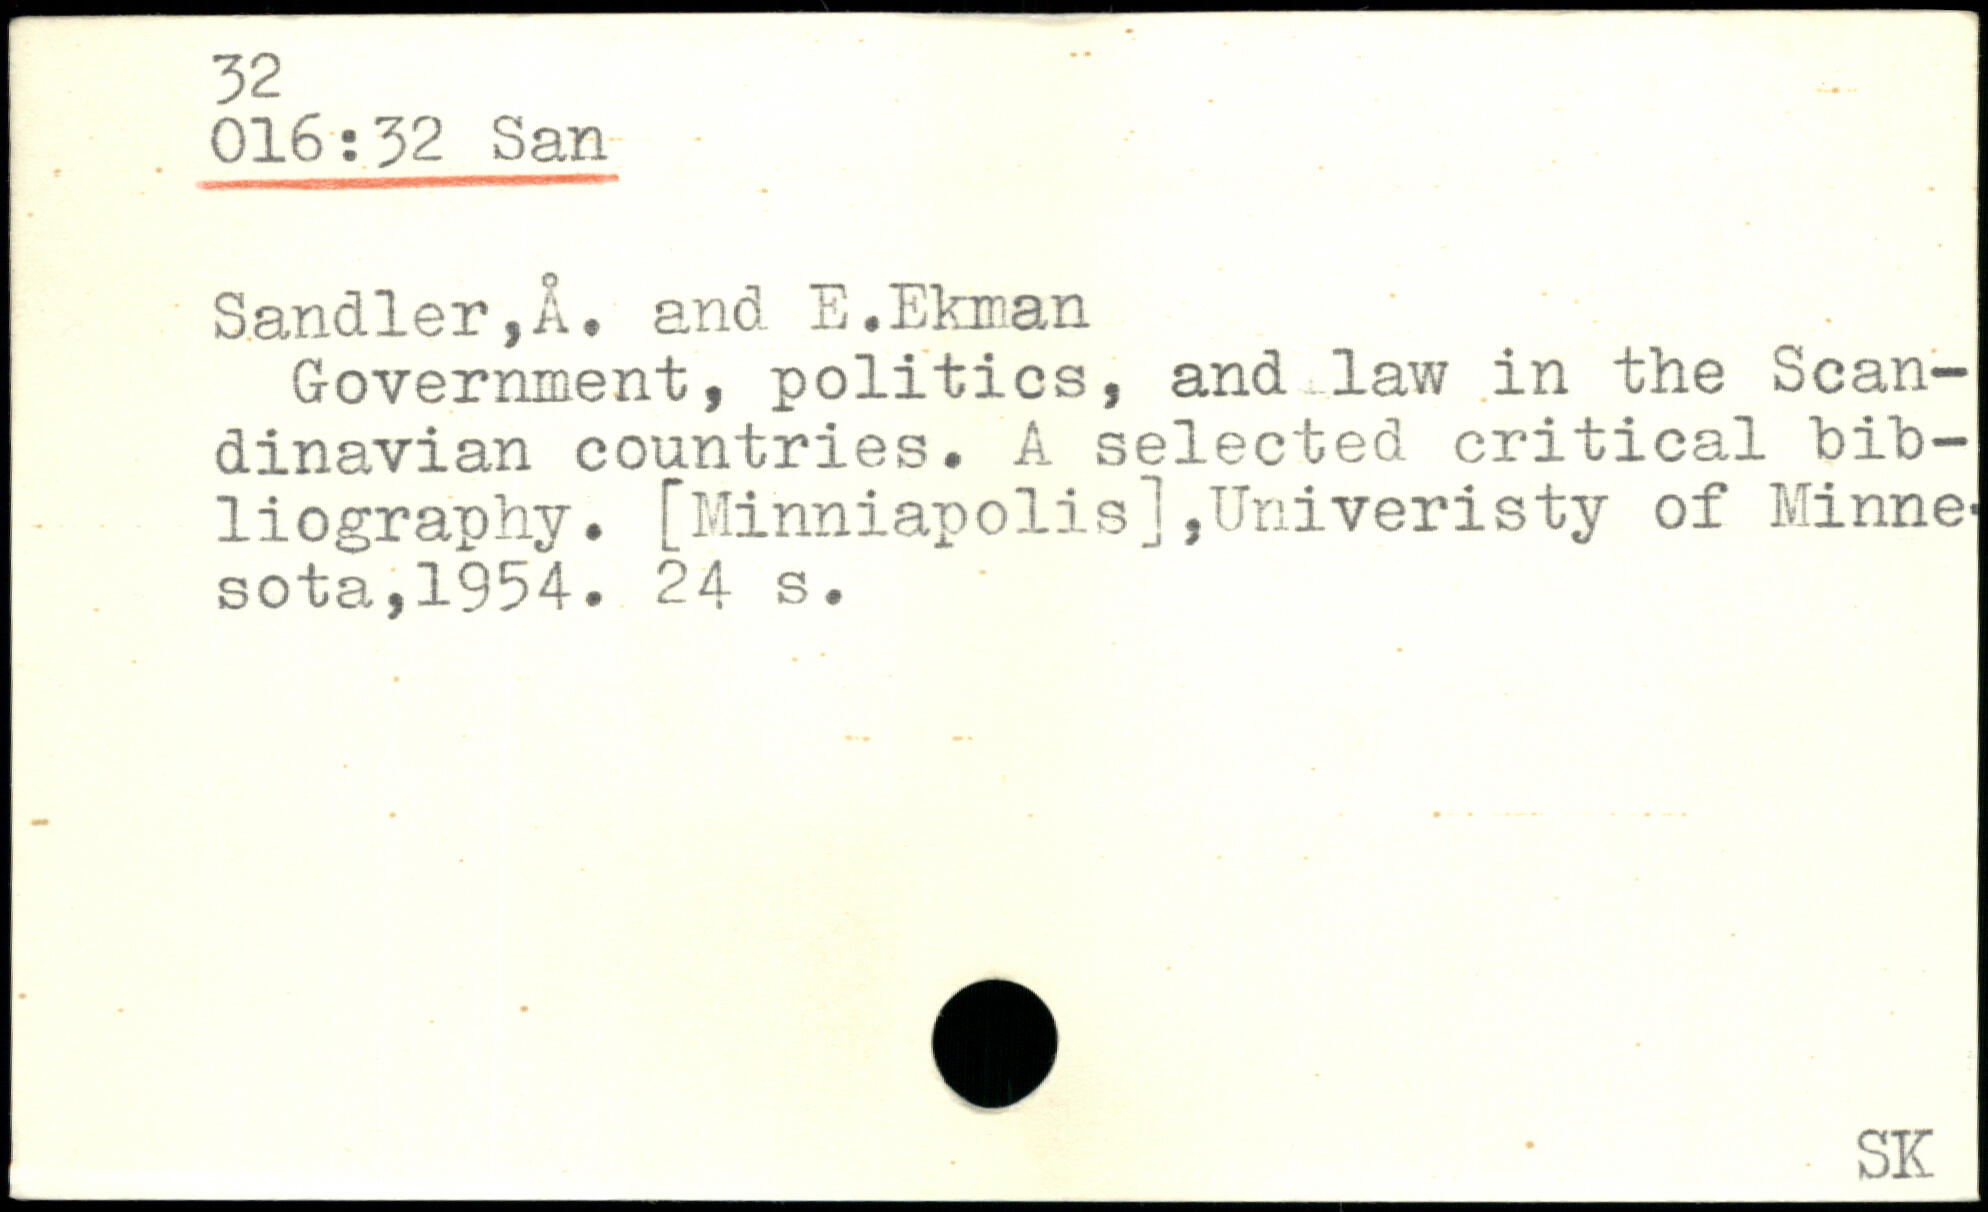 32
016:32 San
Sandler,Å. and E.Ekman
Government, politics, and law in the Scan-
dinavian countries. A selected critical bib-
liography. [Minniapolis],Univeristy of Minne-
sota,1954. 24 s.
SK